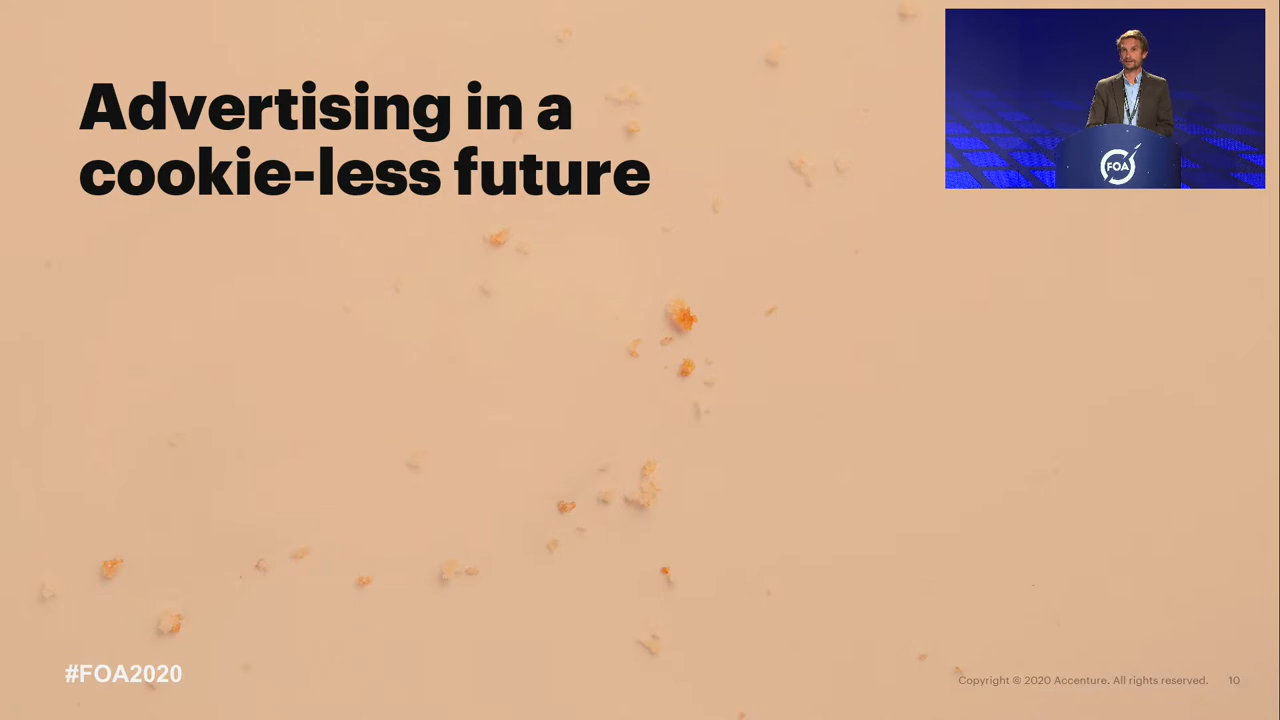 Advertising in a
cookie-less future
FOA
#FOA2020
Copyright © 2020 Accenture. All rights reserved. 10